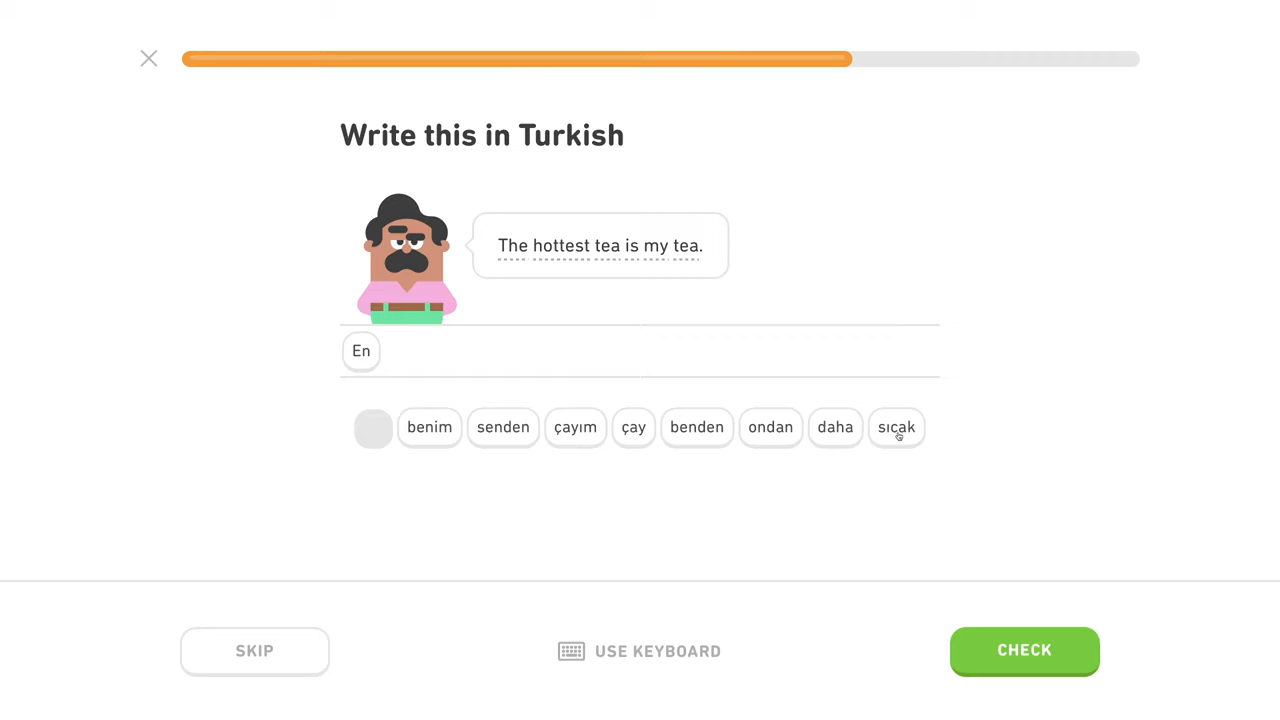 Write this in Turkish
The hottest tea is my tea.
En
benim senden çayım çay benden ondan daha sıcak
SKIP USE KEYBOARD CHECK